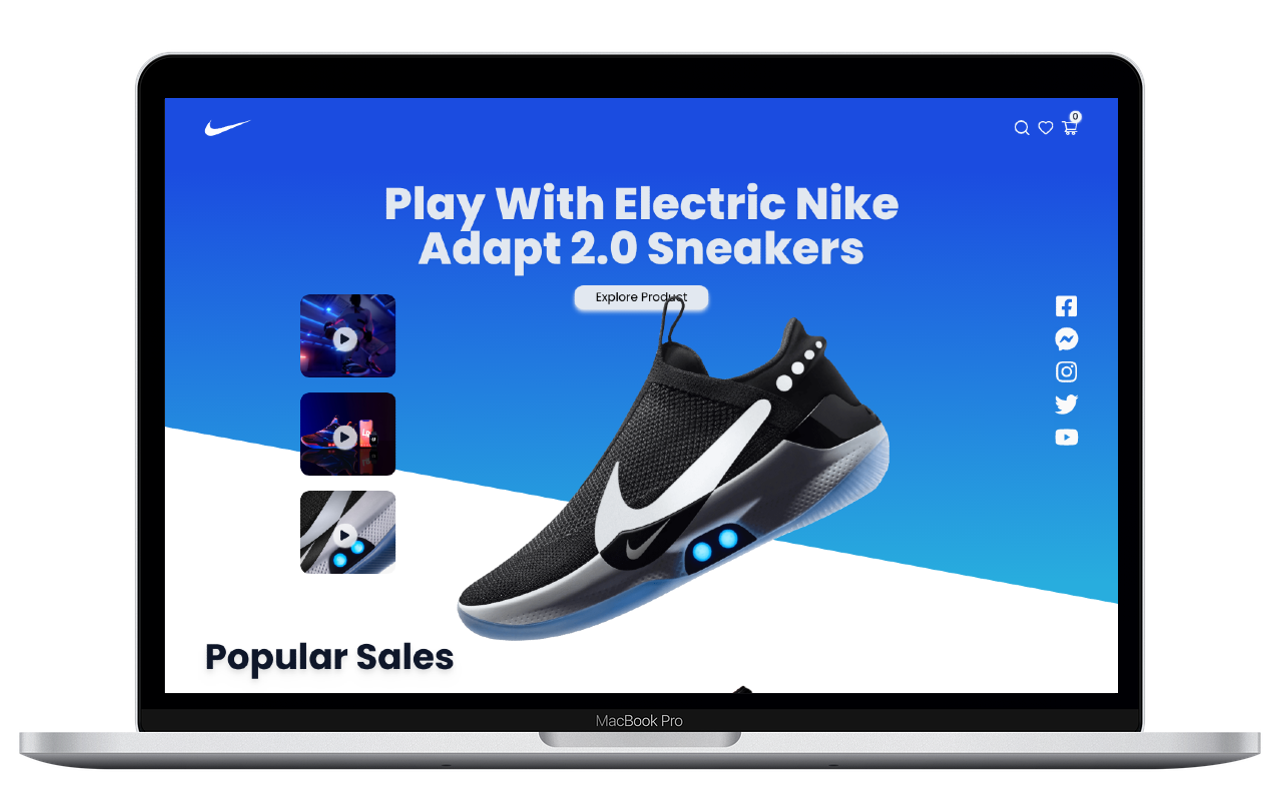 0
Play With Electric Nike
Adapt 2.0 Sneakers
Explore Product
Popular Sales
MacBook Pro